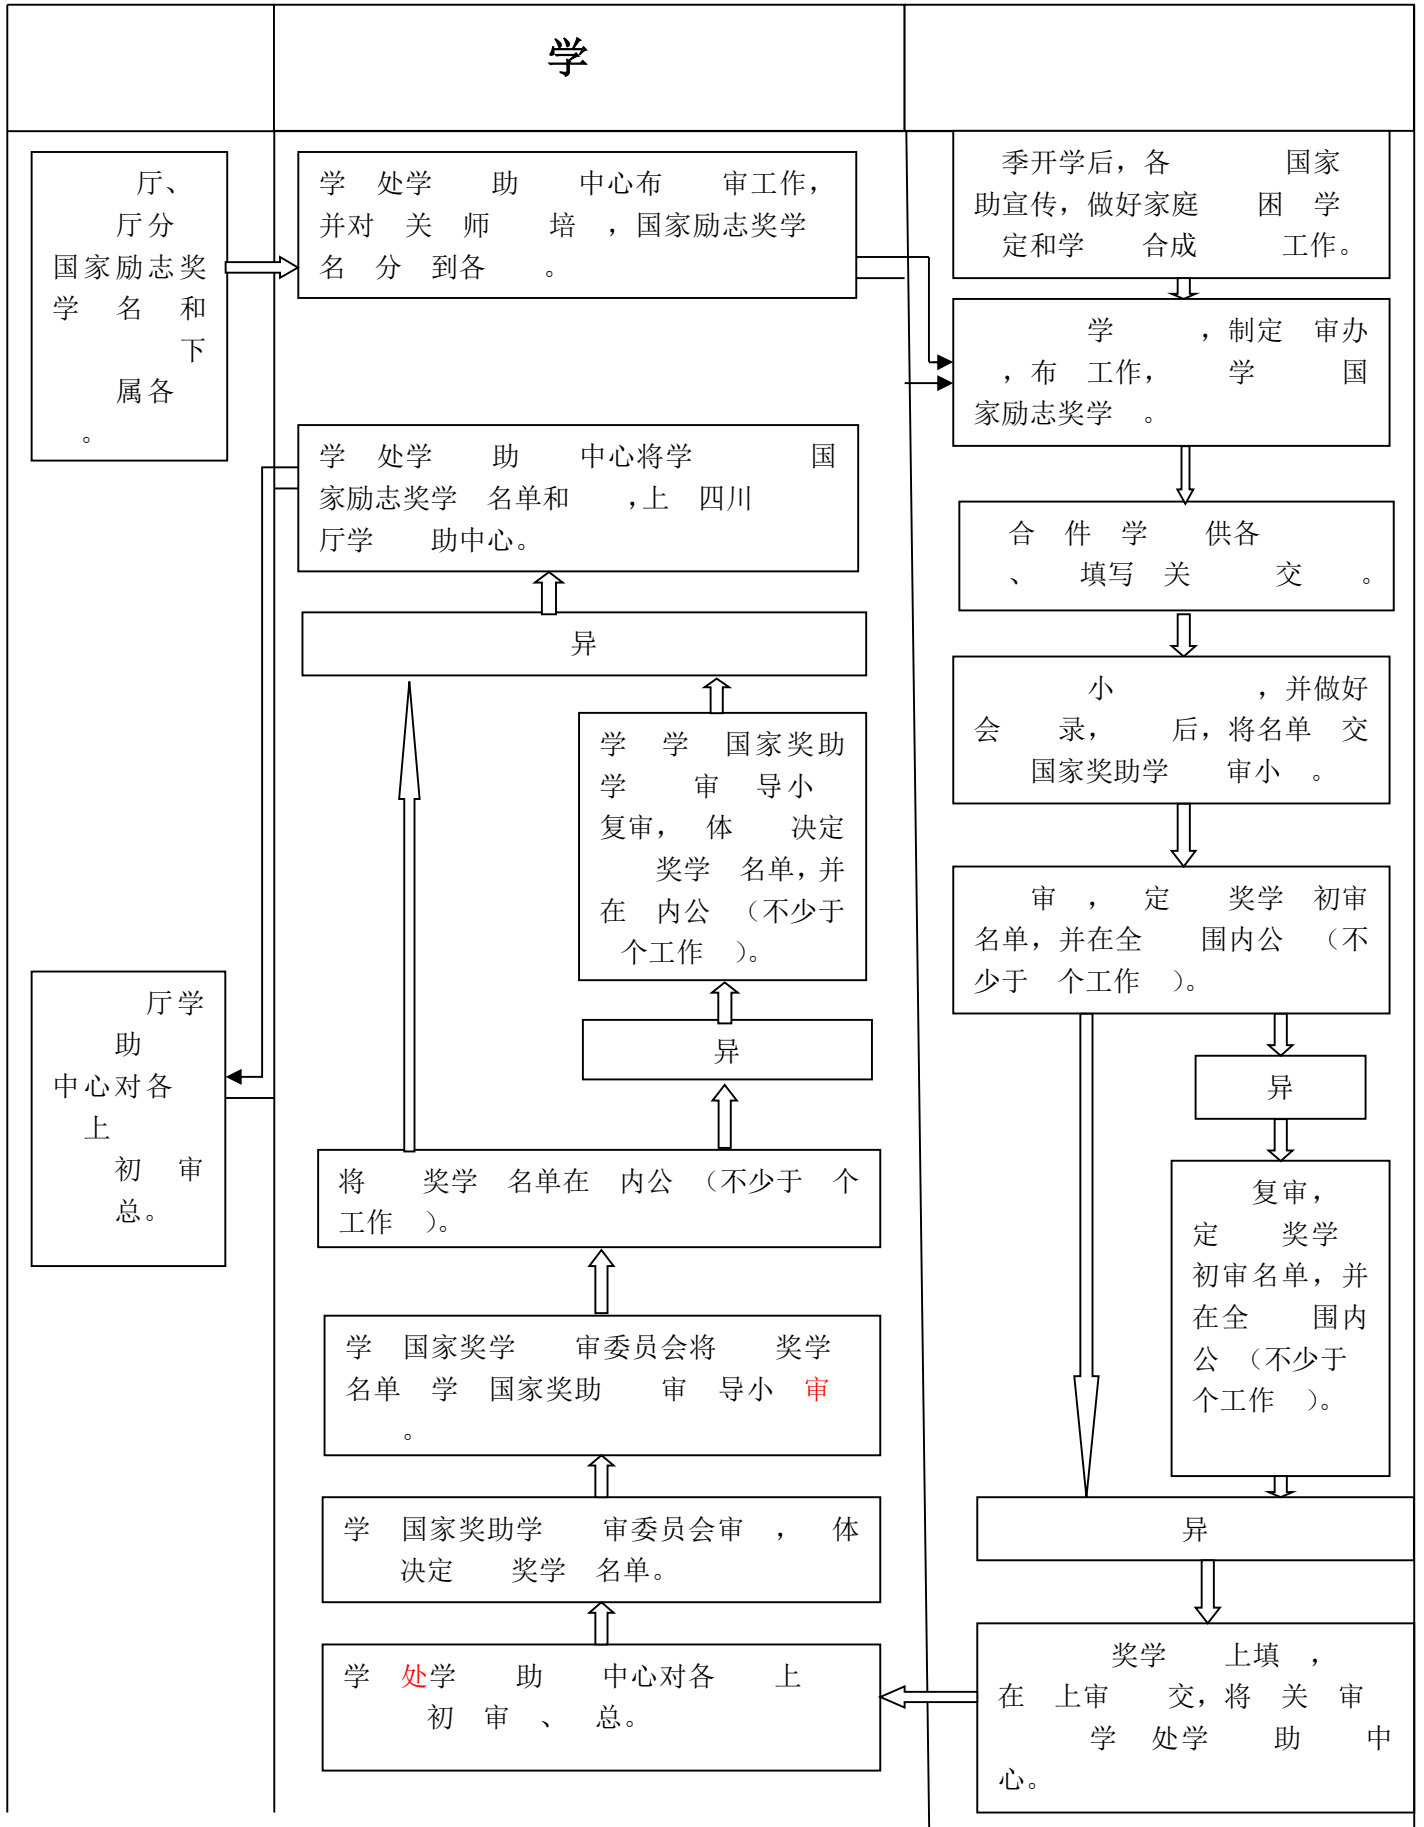 学
厅、
厅分
国家励志奖
学 名 和
下
属各
。
学 处学 助 中心布 审工作，
并对 关 师 培 ，国家励志奖学
名 分 到各 。
季开学后，各 国家
助宣传，做好家庭 困 学
定和学 合成 工作。
学 ，制定 审办
，布 工作， 学 国
家励志奖学 。
学 处学 助 中心将学 国
家励志奖学 名单和 ，上 四川
厅学 助中心。
合 件 学 供各
、 填写 关 交 。
异
小 ，并做好
会 录， 后，将名单 交
国家奖助学 审小 。
学 学 国家奖助
学 审 导小
复审， 体 决定
奖学 名单，并
在 内公 （不少于
个工作 ）。
审 ， 定 奖学 初审
名单，并在全 围内公 （不
少于 个工作 ）。
厅学
助
中心对各
上
初 审
总。
异
异
将 奖学 名单在 内公 （不少于 个
工作 ）。
复审，
定 奖学
初审名单，并
在全 围内
公 （不少于
个工作 ）。
学 国家奖学 审委员会将 奖学
名单 学 国家奖助 审 导小 审
。
学 国家奖助学 审委员会审 ， 体
决定 奖学 名单。
异
学 处学 助 中心对各 上
初 审 、 总。
奖学 上填 ，
在 上审 交，将 关 审
学 处学 助 中
心。